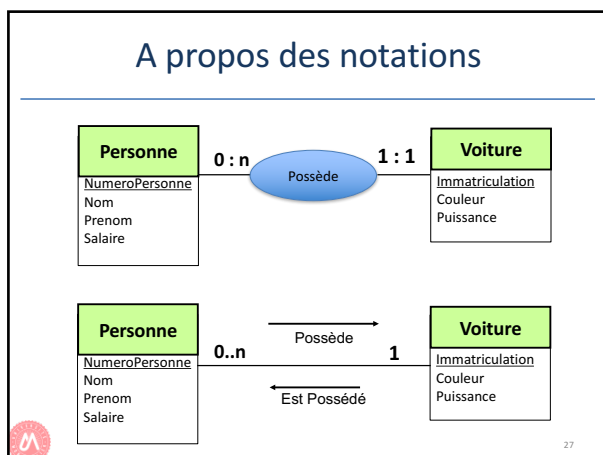 A propos des notations
Personne
0 : n
Possède
1 : 1
Voiture
NumeroPersonne
Nom
Prenom
Salaire
Immatriculation
Couleur
Puissance
Personne
0..n
Possède
1
Voiture
NumeroPersonne
Nom
Prenom
Salaire
Est Possédé
Immatriculation
Couleur
Puissance
27